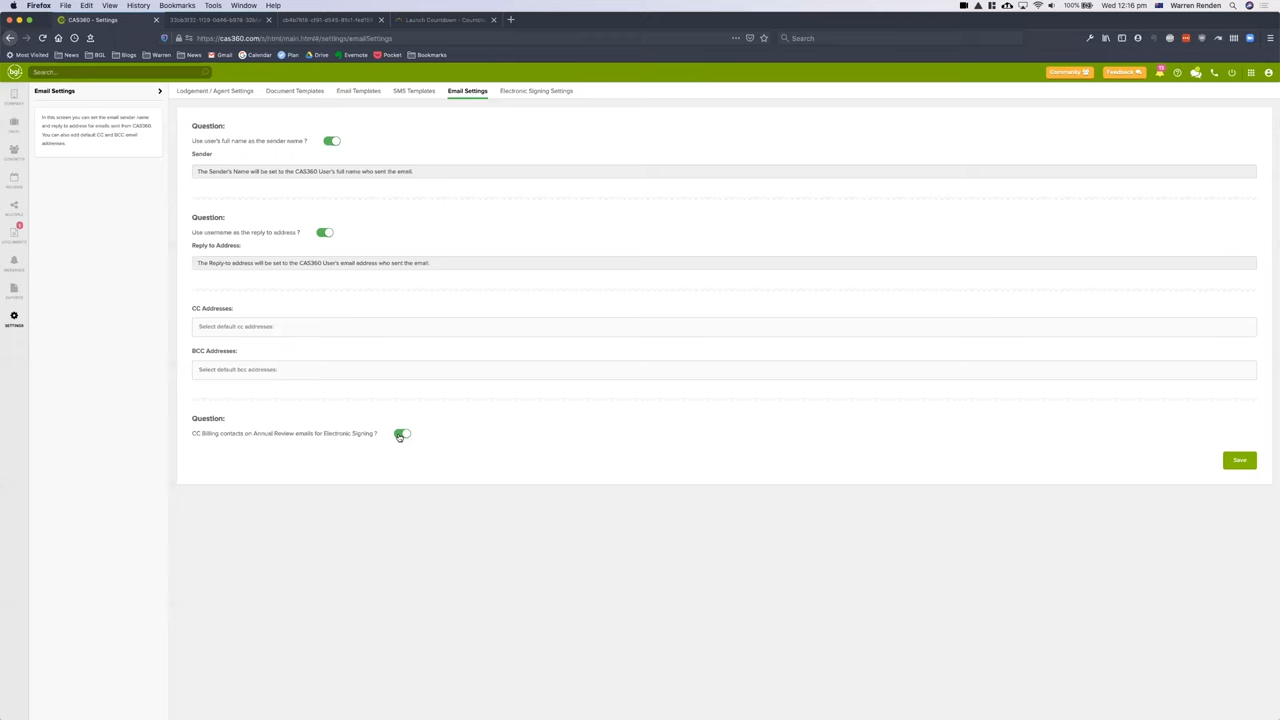 Firefox File Edit View History Bookmarks Tools Window Help 100% Wed 12:16 pm Warren Renden
CAS360 - Settings Launch Countdown - Countdo
https://cas360.com/s/html/main.html#/settings/emailSettings Search
Most Visited News BGL Blogs Warren News Gmail Calendar Plan Drive Evernote Pocket Bookmarks
bgl Search... Community Feedback
Email Settings Lodgement / Agent Settings Document Templates Email Templates SMS Templates Email Settings Electronic Signing Settings
In this screen you can set the email sender name
and reply to address for emails sent from CAS360.
You can also add default CC and BCC email
addresses.
COMPANY
CONTACTS
SETTINGS
Question:
Use user's full name as the sender name ?
Sender
The Sender's Name will be set to the CAS360 User's full name who sent the email.
Question:
Use username as the reply to address ?
Reply to Address:
The Reply-to address will be set to the CAS360 User's email address who sent the email.
CC Addresses:
Select default cc addresses:
BCC Addresses:
Select default bcc addresses:
Question:
CC Billing contacts on Annual Review emails for Electronic Signing ?
Save